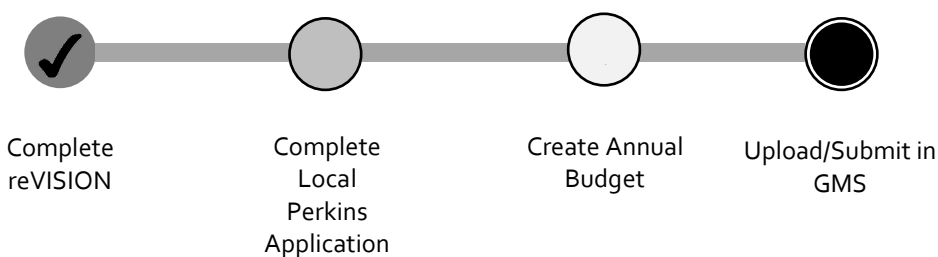 Complete
reVISION
Complete
Local
Perkins
Application
Create Annual
Budget
Upload/Submit in
GMS